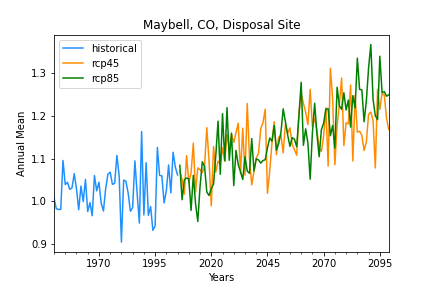 Maybell, CO, Disposal Site
historical
rcp45
rcp85
Annual Mean
1.3
1.2
1.1
1.0
0.9
1970 1995 2020 2045 2070 2095
Years